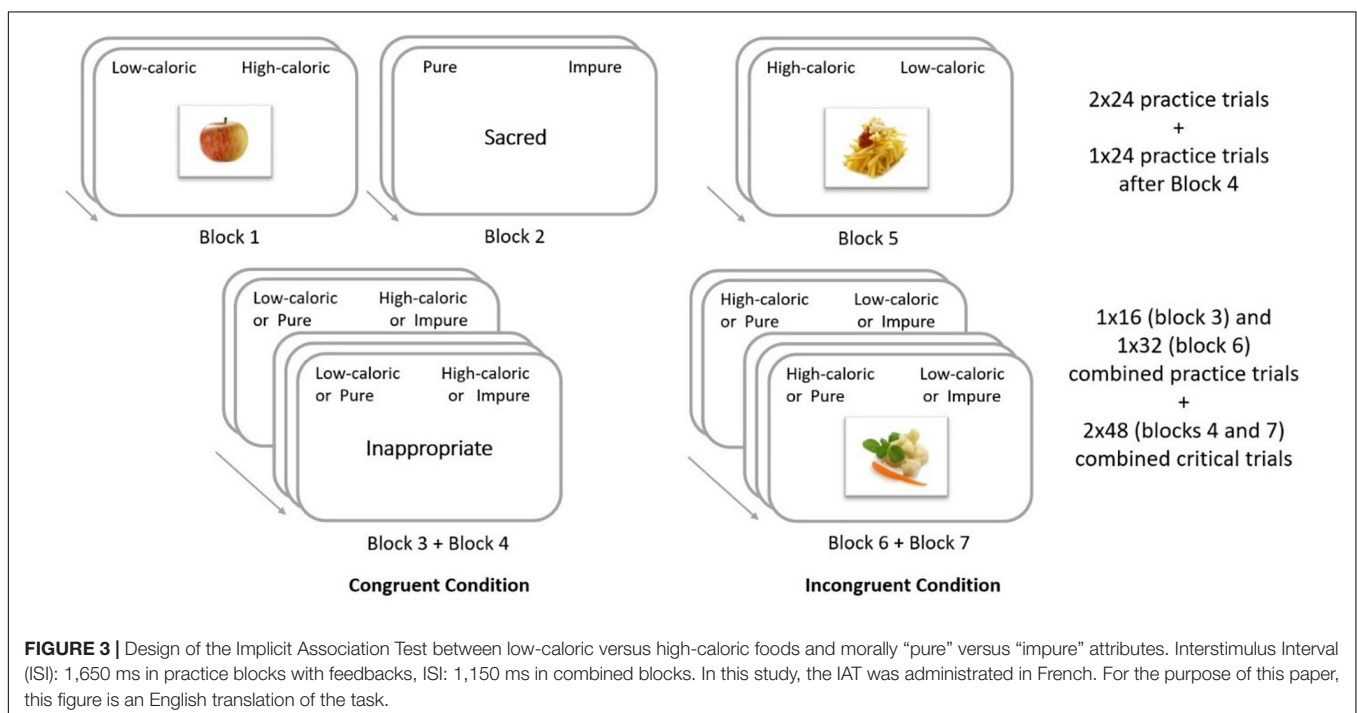 Low-caloric High-caloric
Block 1
Pure Impure
Sacred
Block 2
High-caloric Low-caloric
Block 5
2x24 practice trials
+
1x24 practice trials
after Block 4
Low-caloric High-caloric
or Pure or Impure
Low-caloric High-caloric
or Pure or Impure
Inappropriate
Block 3 + Block 4
Congruent Condition
High-caloric Low-caloric
or Pure or Impure
High-caloric Low-caloric
or Pure or Impure
Block 6 + Block 7
Incongruent Condition
1x16 (block 3) and
1x32 (block 6)
combined practice trials
+
2x48 (blocks 4 and 7)
combined critical trials
FIGURE 3 | Design of the Implicit Association Test between low-caloric versus high-caloric foods and morally “pure” versus “impure” attributes. Interstimulus Interval
(ISI): 1,650 ms in practice blocks with feedbacks, ISI: 1,150 ms in combined blocks. In this study, the IAT was administrated in French. For the purpose of this paper,
this figure is an English translation of the task.